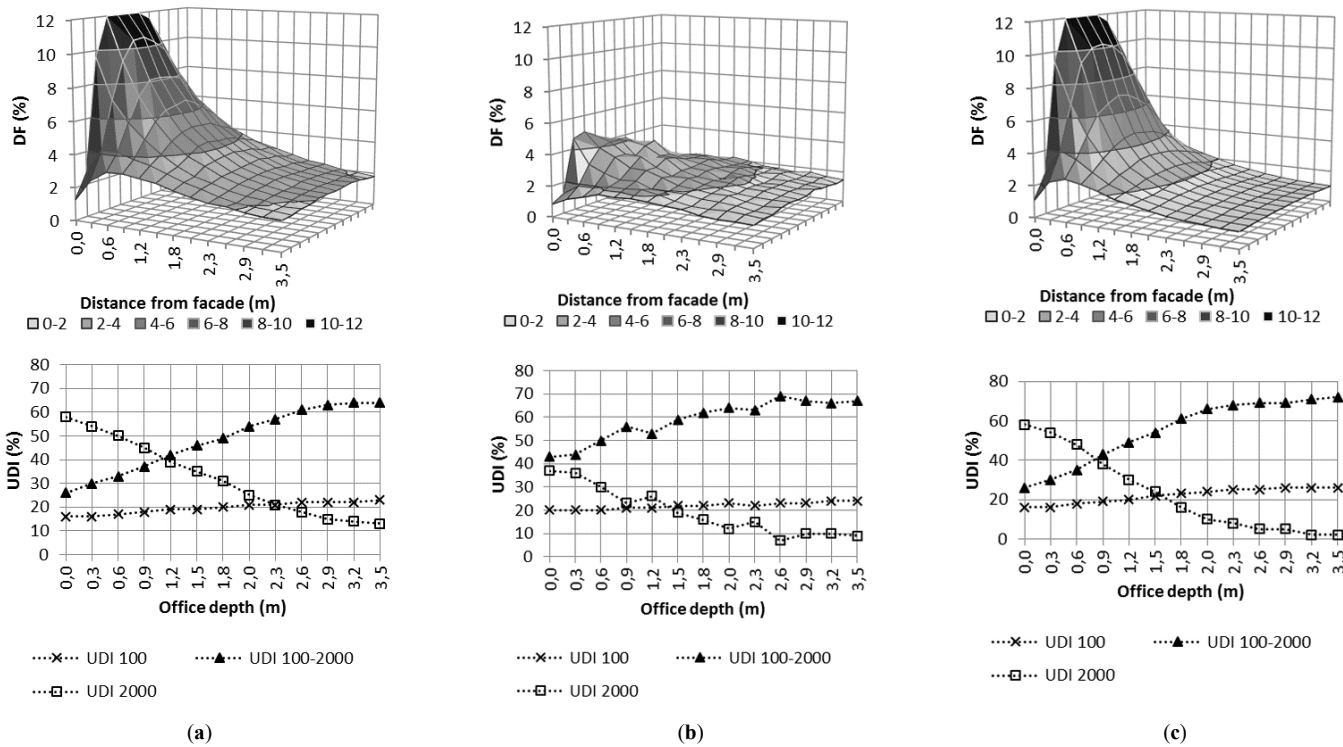 12
10
8
6
4
2
0
DF (%)
0,0
0,6
1,2
1,8
2,3
2,9
3,5
Distance from facade (m)
0-2 2-4 4-6 6-8 8-10 10-12
12
10
8
6
4
2
0
DF (%)
0,0
0,6
1,2
1,8
2,3
2,9
3,5
Distance from facade (m)
0-2 2-4 4-6 6-8 8-10 10-12
12
10
8
6
4
2
0
DF (%)
0,0
0,6
1,2
1,8
2,3
2,9
3,5
Distance from facade (m)
0-2 2-4 4-6 6-8 8-10 10-12
80
70
60
50
40
30
20
10
0
UDI (%)
0,0 0,3 0,6 0,9 1,2 1,5 1,8 2,0 2,3 2,6 2,9 3,2 3,5
Office depth (m)
UDI 100 UDI 100-2000
UDI 2000
(a)
80
70
60
50
40
30
20
10
0
UDI (%)
0,0 0,3 0,6 0,9 1,2 1,5 1,8 2,0 2,3 2,6 2,9 3,2 3,5
Office depth (m)
UDI 100 UDI 100-2000
UDI 2000
(b)
80
60
40
20
0
UDI (%)
0,0 0,3 0,6 0,9 1,2 1,5 1,8 2,0 2,3 2,6 2,9 3,2 3,5
Office depth (m)
UDI 100 UDI 100-2000
UDI 2000
(c)